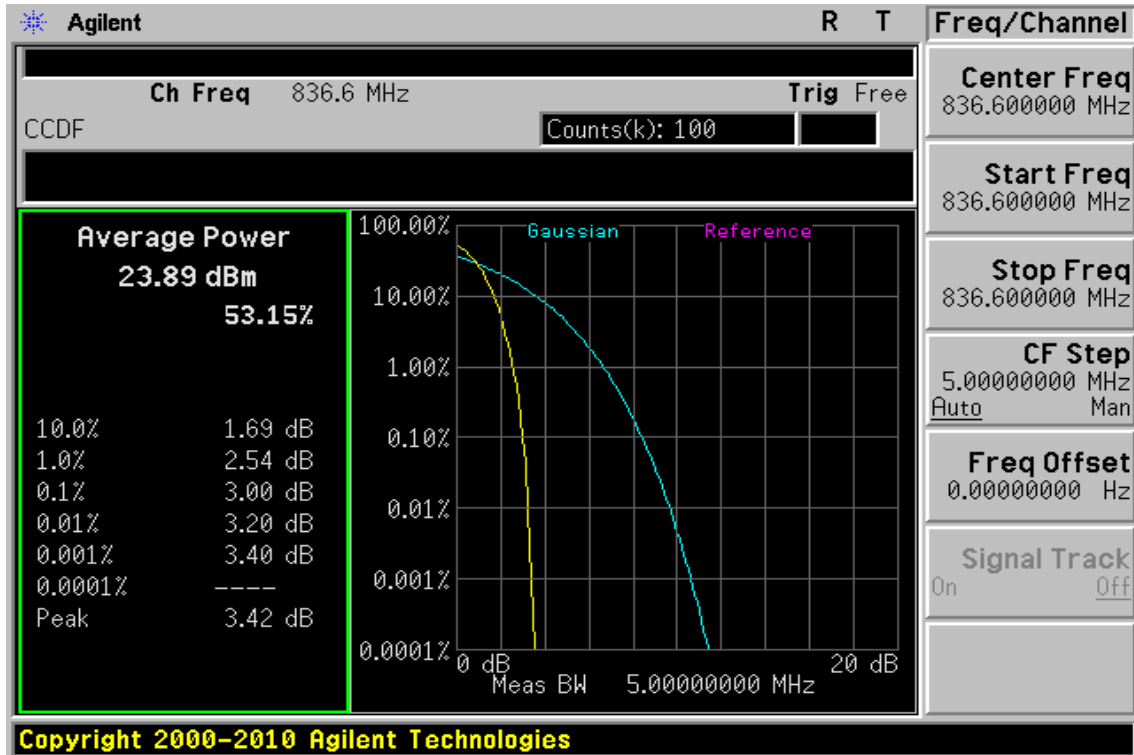 Agilent
R T
Ch Freq 836.6 MHz
Trig Free
CCDF
Counts(k): 100
Average Power
23.89 dBm
53.15%
10.0% 1.69 dB
1.0% 2.54 dB
0.1% 3.00 dB
0.01% 3.20 dB
0.001% 3.40 dB
0.0001% ----
Peak 3.42 dB
Gaussian
Reference
100.00%
10.00%
1.00%
0.10%
0.01%
0.001%
0.0001%
0 dB
20 dB
Meas BW 5.00000000 MHz
Freq/Channel
Center Freq
836.600000 MHz
Start Freq
836.600000 MHz
Stop Freq
836.600000 MHz
CF Step
5.00000000 MHz
Auto Man
Freq Offset
0.00000000 Hz
Signal Track
On Off
Copyright 2000-2010 Agilent Technologies